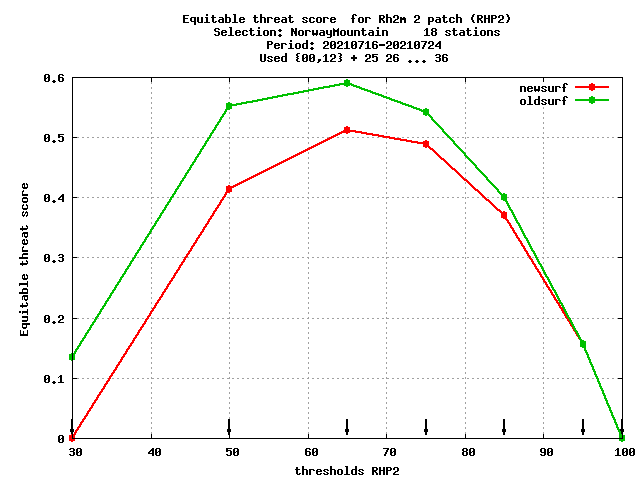 Equitable threat score for Rh2m 2 patch (RHP2)
Selection: NorwayMountain 18 stations
Period: 20210716-20210724
Used {00,12} + 25 26 ... 36
newsurf
oldsurf
Equitable threat score
0.6
0.5
0.4
0.3
0.2
0.1
0
30 40 50 60 70 80 90 100
thresholds RHP2